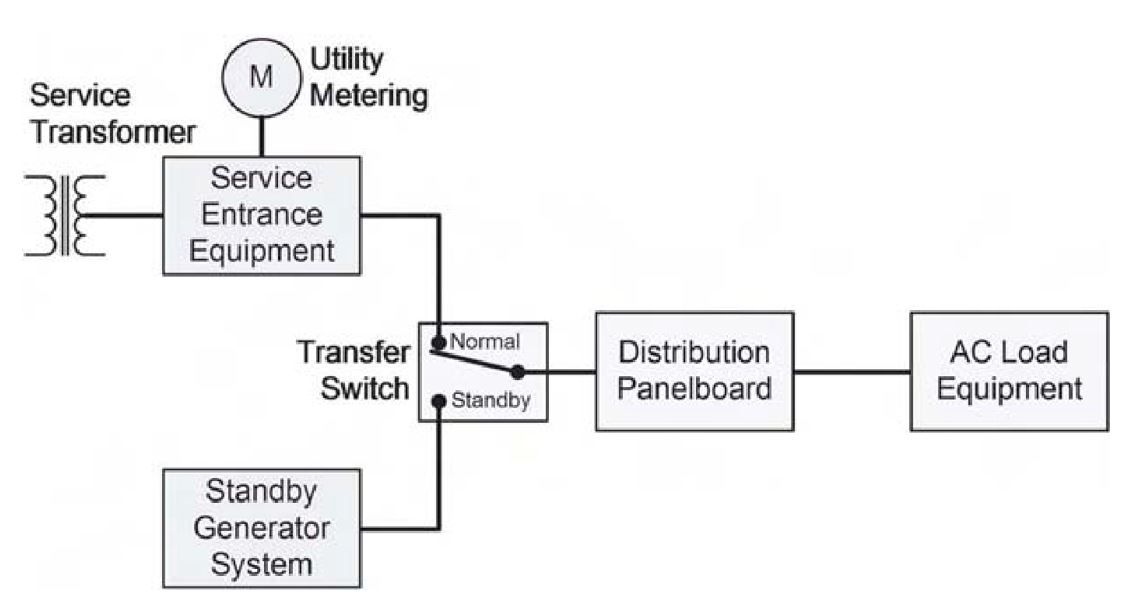 Utility
Metering
M
Service
Transformer
Service
Entrance
Equipment
Transfer
Switch
Normal
Standby
Distribution
Panelboard
AC Load
Equipment
Standby
Generator
System